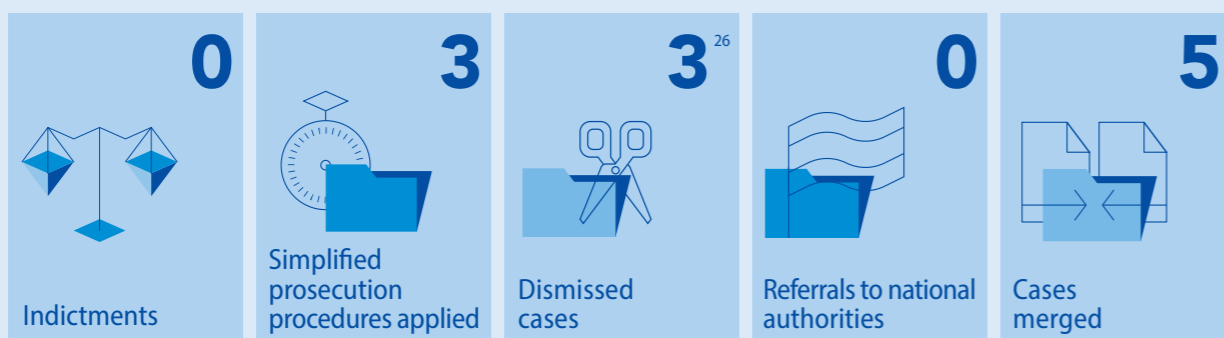 0
Indictments
3
Simplified
prosecution
procedures applied
3 26
Dismissed
cases
0
Referrals to national
authorities
5
Cases
merged